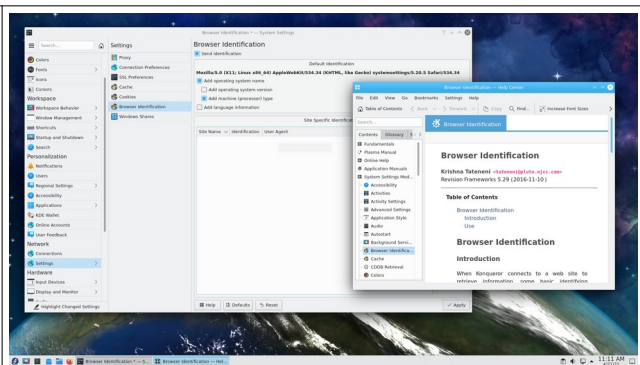 Browser Identification * — System Settings
Search...
Colors
Fonts
Icons
Cursors
Workspace
Workspace Behavior
Window Management
Shortcuts
Startup and Shutdown
Search
Personalization
Notifications
Users
Regional Settings
Accessibility
Applications
KDE Wallet
Online Accounts
User Feedback
Network
Connections
Settings
Hardware
Input Devices
Display and Monitor
Highlight Changed Settings
Settings
Proxy
Connection Preferences
SSL Preferences
Cache
Cookies
Browser Identification
Windows Shares
Browser Identification
Send identification
Default Identification
Mozilla/5.0 (X11; Linux x86_64) AppleWebKit/534.34 (KHTML, like Gecko) systemsettings/5.20.5 Safari/534.34
Add operating system name
Add operating system version
Add machine (processor) type
Add language information
Site Name Identification User Agent
Help Defaults Reset Apply
Browser Identification — Help Center
File Edit View Go Bookmarks Settings Help
Table of Contents Back Forward Copy Find... Increase Font Sizes
Search...
Contents Glossary
Fundamentals
Plasma Manual
Online Help
Application Manuals
System Settings Mod...
Accessibility
Activities
Activity Settings
Advanced Settings
Application Style
Audio
Autostart
Background Servi...
Browser Identifica...
Cache
CDDB Retrieval
Colors
Browser Identification
Browser Identification
Krishna Tateneni <tateneni@pluto.njcc.com>
Revision Frameworks 5.29 (2016-11-10)
Table of Contents
Browser Identification
Introduction
Use
Browser Identification
Introduction
When Konqueror connects to a web site to
retrieve information, some basic identifying
Browser Identification * — S...
Browser Identification — Hel...
11:11 AM